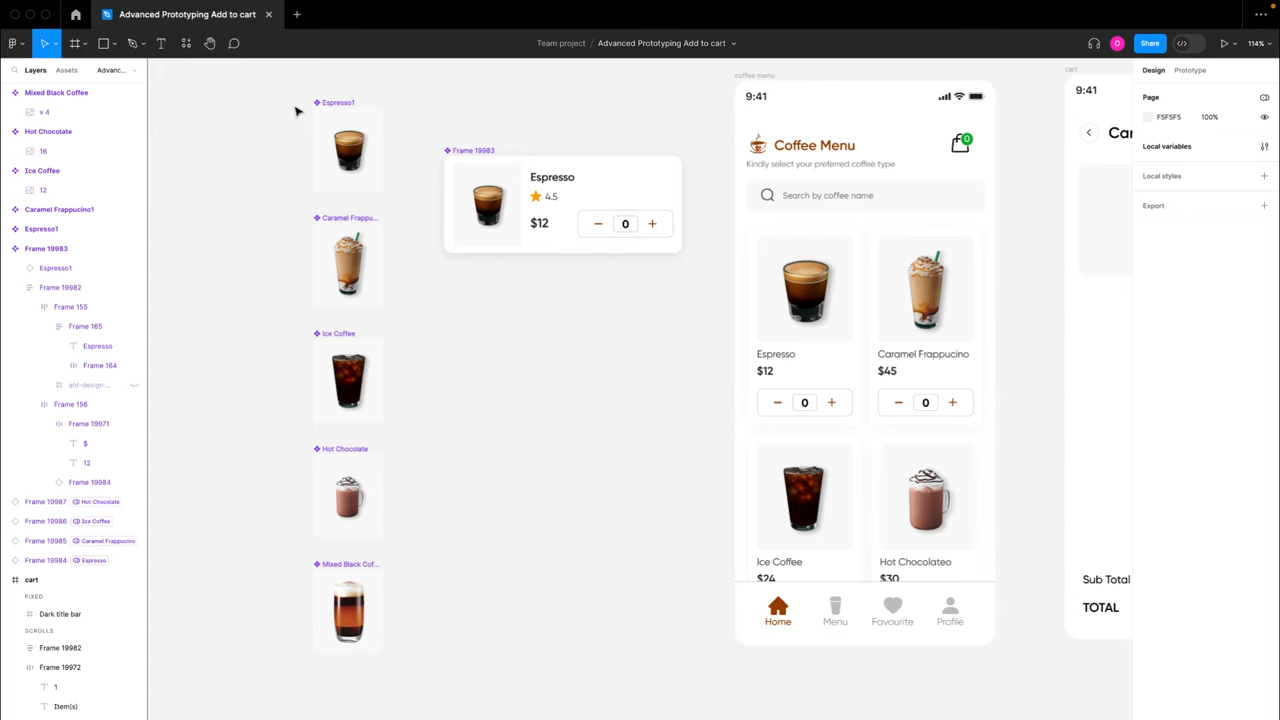 Advanced Prototyping Add to cart
Team project
Advanced Prototyping Add to cart
Share
114%
Layers
Assets
Advanc...
Mixed Black Coffee
v 4
Hot Chocolate
16
Ice Coffee
12
Caramel Frappucino1
Espresso1
Frame 19983
Espresso1
Frame 19982
Frame 155
Frame 165
Espresso
Frame 164
ant-design:...
Frame 156
Frame 19971
$
12
Frame 19984
Frame 19987
Hot Chocolate
Frame 19986
Ice Coffee
Frame 19985
Caramel Frappucino
Frame 19984
Espresso
cart
FIXED
Dark title bar
SCROLLS
Frame 19982
Frame 19972
1
Item(s)
Espresso1
Caramel Frappu...
Ice Coffee
Hot Chocolate
Mixed Black Cof...
Frame 19983
Espresso
4.5
$12
0
coffee menu
9:41
Coffee Menu
0
Kindly select your preferred coffee type
Search by coffee name
Espresso
$12
0
Caramel Frappucino
$45
0
Ice Coffee
$24
Hot Chocolateo
$30
Home
Menu
Favourite
Profile
cart
9:41
Car
Sub Total
TOTAL
Design
Prototype
Page
F5F5F5
100%
Local variables
Local styles
Export
O